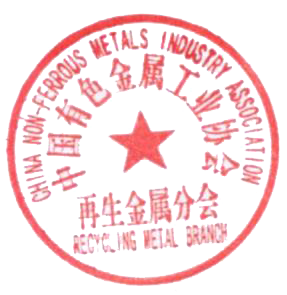 CHINA NON-FERROUS METALS INDUSTRY ASSOCIATION
中国有色金属工业协会
再生金属分会
RECYCLING METAL BRANCH